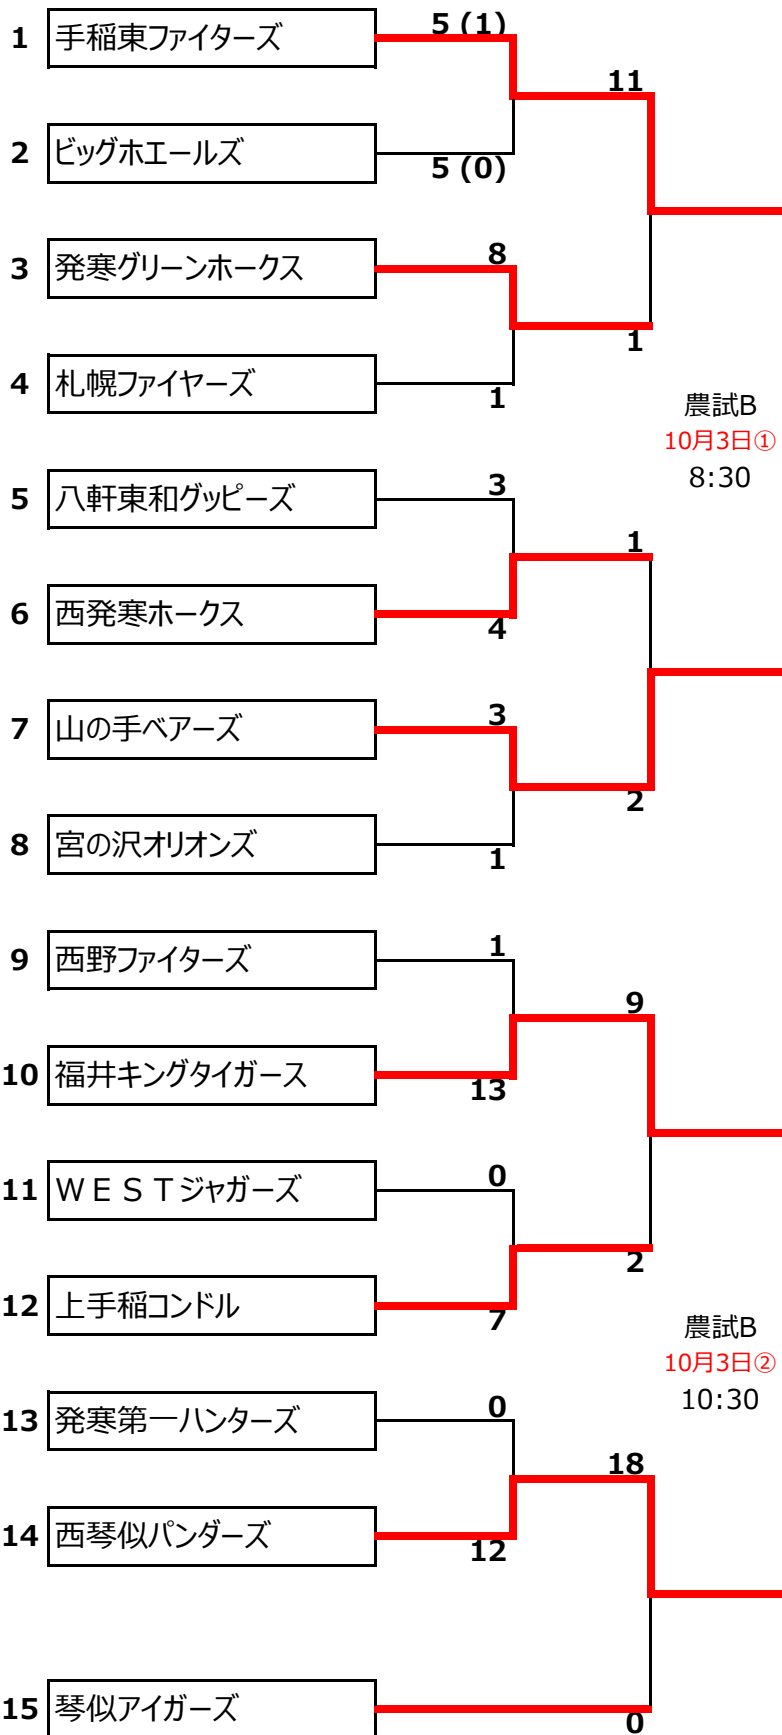 1 手稲東ファイターズ 5 (1)
11
2 ビッグホエールズ 5 (0)
3 発寒グリーンホークス 8
1
4 札幌ファイヤーズ 1
農試B
10月3日①
8:30
5 八軒東和グッピーズ 3
1
6 西発寒ホークス 4
7 山の手ベアーズ 3
2
8 宮の沢オリオンズ 1
9 西野ファイターズ 1
9
10 福井キングタイガース 13
11 ＷＥＳＴジャガーズ 0
2
12 上手稲コンドル 7
農試B
10月3日②
10:30
13 発寒第一ハンターズ 0
18
14 西琴似パンダーズ 12
15 琴似アイガーズ
0